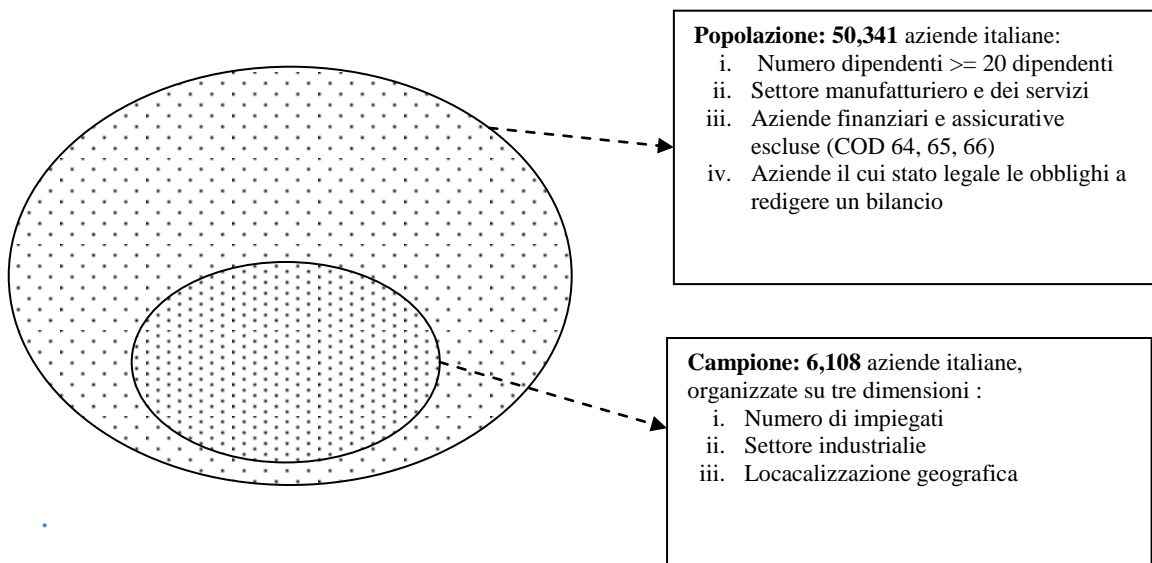 Popolazione: 50,341 aziende italiane:
i. Numero dipendenti >= 20 dipendenti
ii. Settore manufatturiero e dei servizi
iii. Aziende finanziari e assicurative
escluse (COD 64, 65, 66)
iv. Aziende il cui stato legale le obblighi a
redigere un bilancio
Campione: 6,108 aziende italiane,
organizzate su tre dimensioni :
i. Numero di impiegati
ii. Settore industrialie
iii. Locacalizzazione geografica